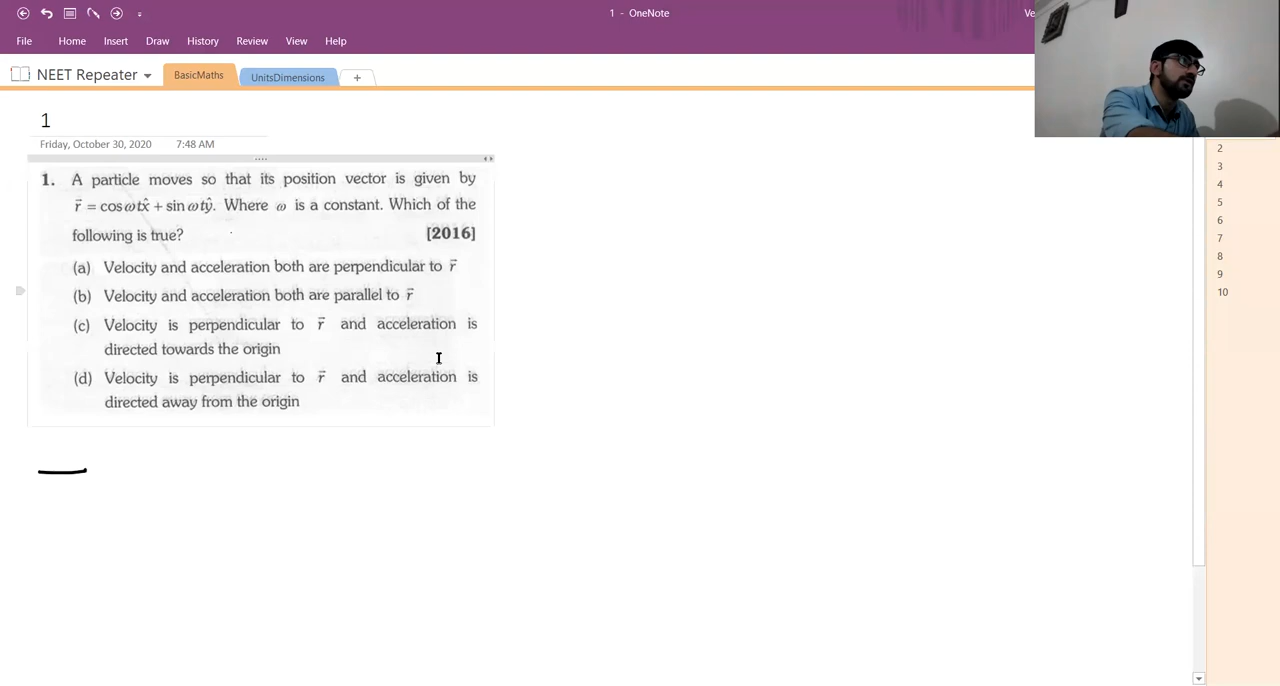 1 - OneNote
Ve
File Home Insert Draw History Review View Help
NEET Repeater BasicMaths UnitsDimensions +
1
Friday, October 30, 2020 7:48 AM
1. A particle moves so that its position vector is given by
r⃗ = cos ωt x̂ + sin ωt ŷ. Where ω is a constant. Which of the
following is true? [2016]
(a) Velocity and acceleration both are perpendicular to r⃗
(b) Velocity and acceleration both are parallel to r⃗
(c) Velocity is perpendicular to r⃗ and acceleration is
directed towards the origin
(d) Velocity is perpendicular to r⃗ and acceleration is
directed away from the origin
2
3
4
5
6
7
8
9
10